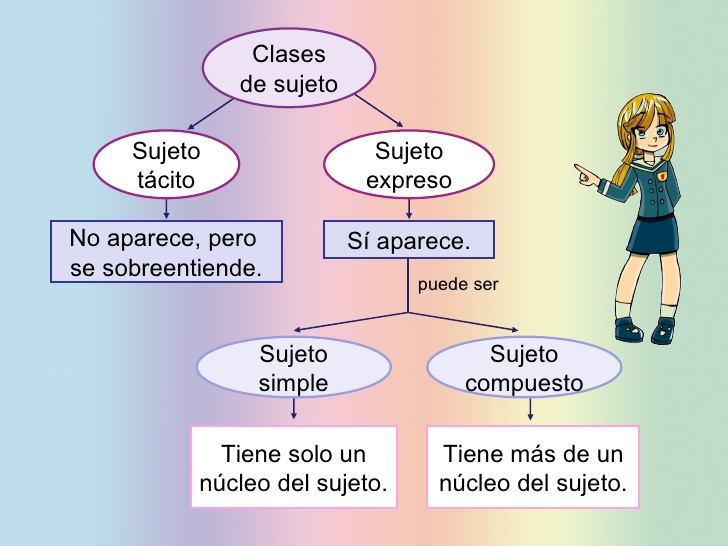 Clases
de sujeto
Sujeto
tácito
Sujeto
expreso
No aparece, pero
se sobreentiende.
Sí aparece.
puede ser
Sujeto
simple
Sujeto
compuesto
Tiene solo un
núcleo del sujeto.
Tiene más de un
núcleo del sujeto.